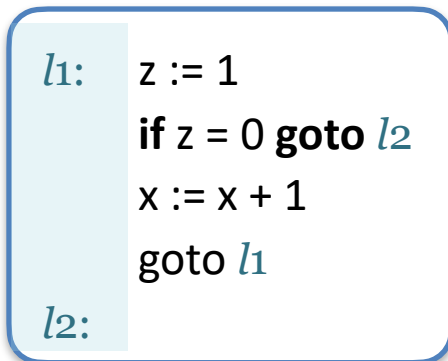 l1: z := 1
if z = 0 goto l2
x := x + 1
goto l1
l2: